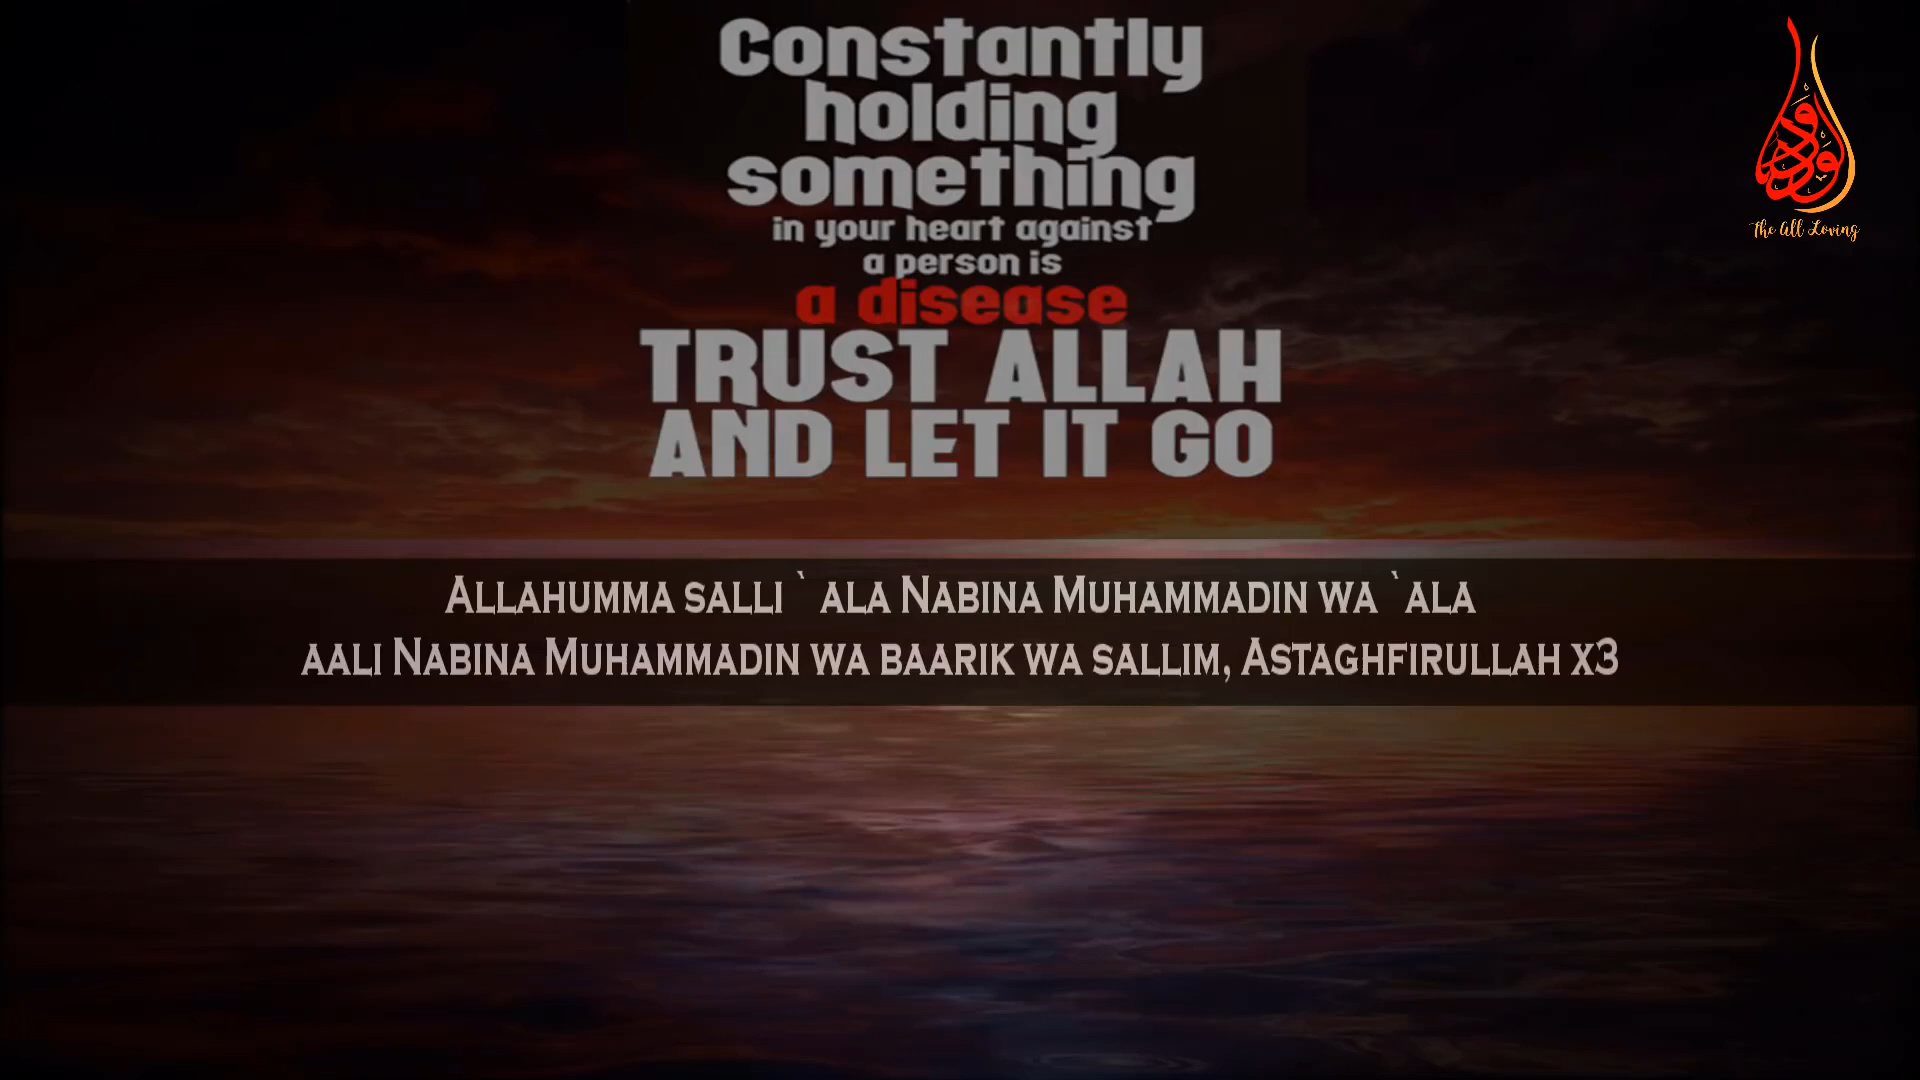 Constantly
holding
something
in your heart against
a person is
a disease
TRUST ALLAH
AND LET IT GO
The All Loving
ALLAHUMMA SALLI `ALA NABINA MUHAMMADIN WA `ALA
AALI NABINA MUHAMMADIN WA BAARIK WA SALLIM, ASTAGHFIRULLAH X3